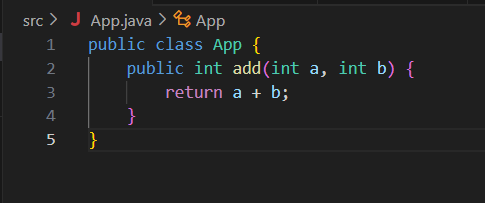 src > J App.java > App
1 public class App {
2     public int add(int a, int b) {
3         return a + b;
4     }
5 }